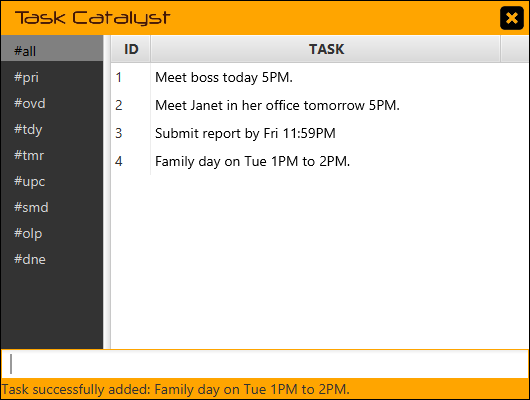 Task Catalyst
#all
#pri
#ovd
#tdy
#tmr
#upc
#smd
#olp
#dne
ID TASK
1 Meet boss today 5PM.
2 Meet Janet in her office tomorrow 5PM.
3 Submit report by Fri 11:59PM
4 Family day on Tue 1PM to 2PM.
Task successfully added: Family day on Tue 1PM to 2PM.